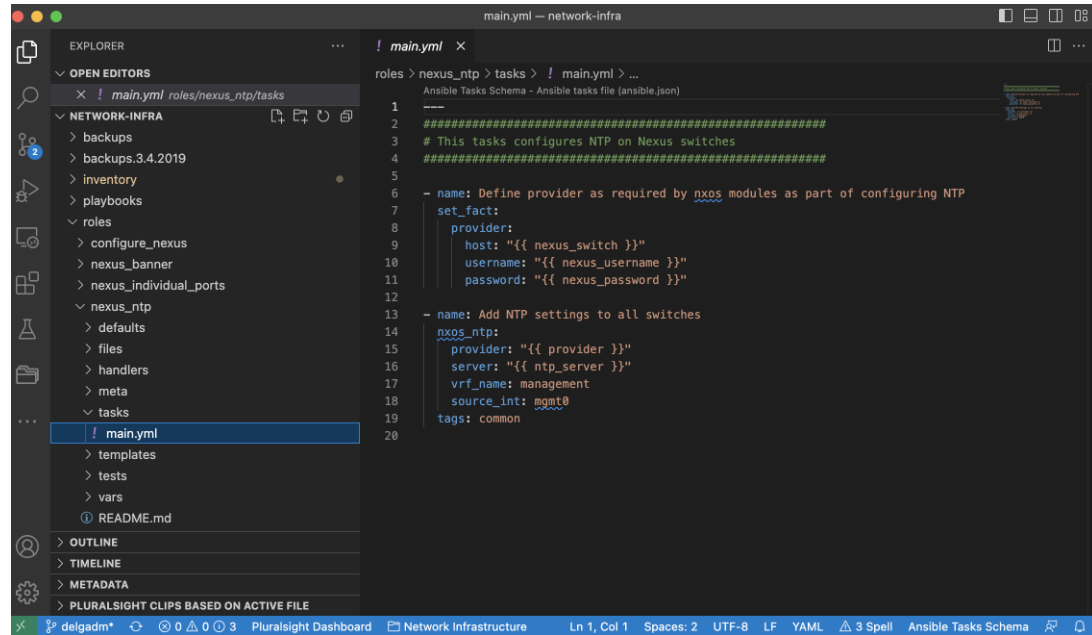 main.yml — network-infra
EXPLORER
OPEN EDITORS
! main.yml roles/nexus_ntp/tasks
NETWORK-INFRA
backups
backups.3.4.2019
inventory
playbooks
roles
configure_nexus
nexus_banner
nexus_individual_ports
nexus_ntp
defaults
files
handlers
meta
tasks
! main.yml
templates
tests
vars
README.md
OUTLINE
TIMELINE
METADATA
PLURALSIGHT CLIPS BASED ON ACTIVE FILE
2
! main.yml
roles > nexus_ntp > tasks > ! main.yml > ...
Ansible Tasks Schema - Ansible tasks file (ansible.json)
1 ---
2 ##########################################################
3 # This tasks configures NTP on Nexus switches
4 ##########################################################
5
6 - name: Define provider as required by nxos modules as part of configuring NTP
7 set_fact:
8 provider:
9 host: "{{ nexus_switch }}"
10 username: "{{ nexus_username }}"
11 password: "{{ nexus_password }}"
12
13 - name: Add NTP settings to all switches
14 nxos_ntp:
15 provider: "{{ provider }}"
16 server: "{{ ntp_server }}"
17 vrf_name: management
18 source_int: mgmt0
19 tags: common
20
delgadm* 0 0 3 Pluralsight Dashboard Network Infrastructure Ln 1, Col 1 Spaces: 2 UTF-8 LF YAML 3 Spell Ansible Tasks Schema